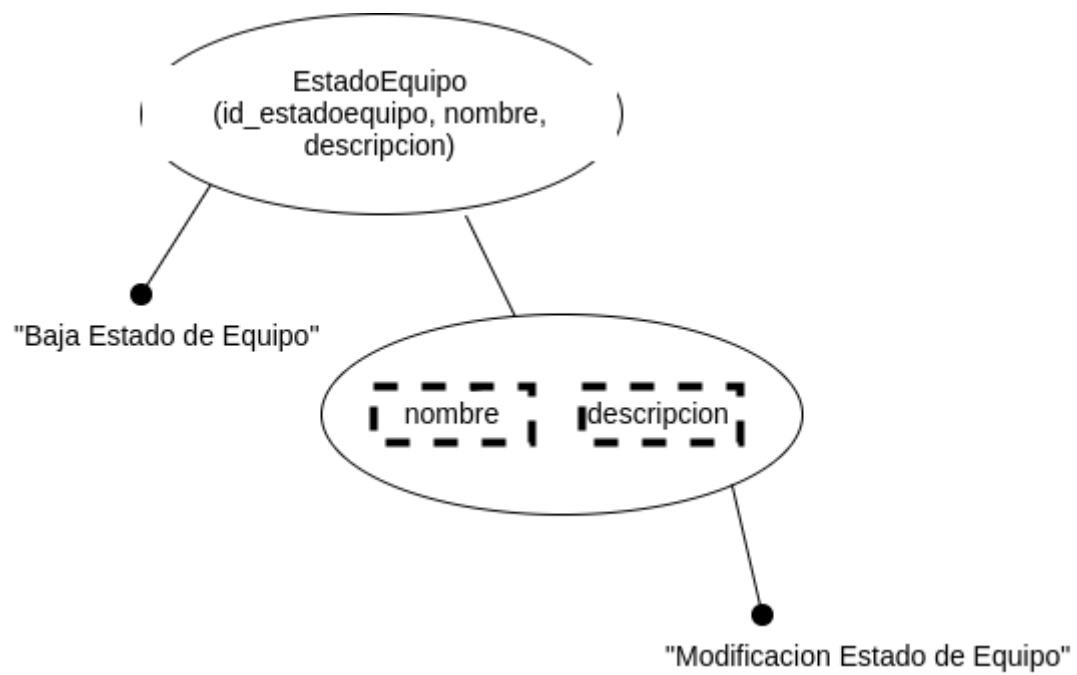 EstadoEquipo
(id_estadoequipo, nombre,
descripcion)
"Baja Estado de Equipo"
nombre descripcion
"Modificacion Estado de Equipo"